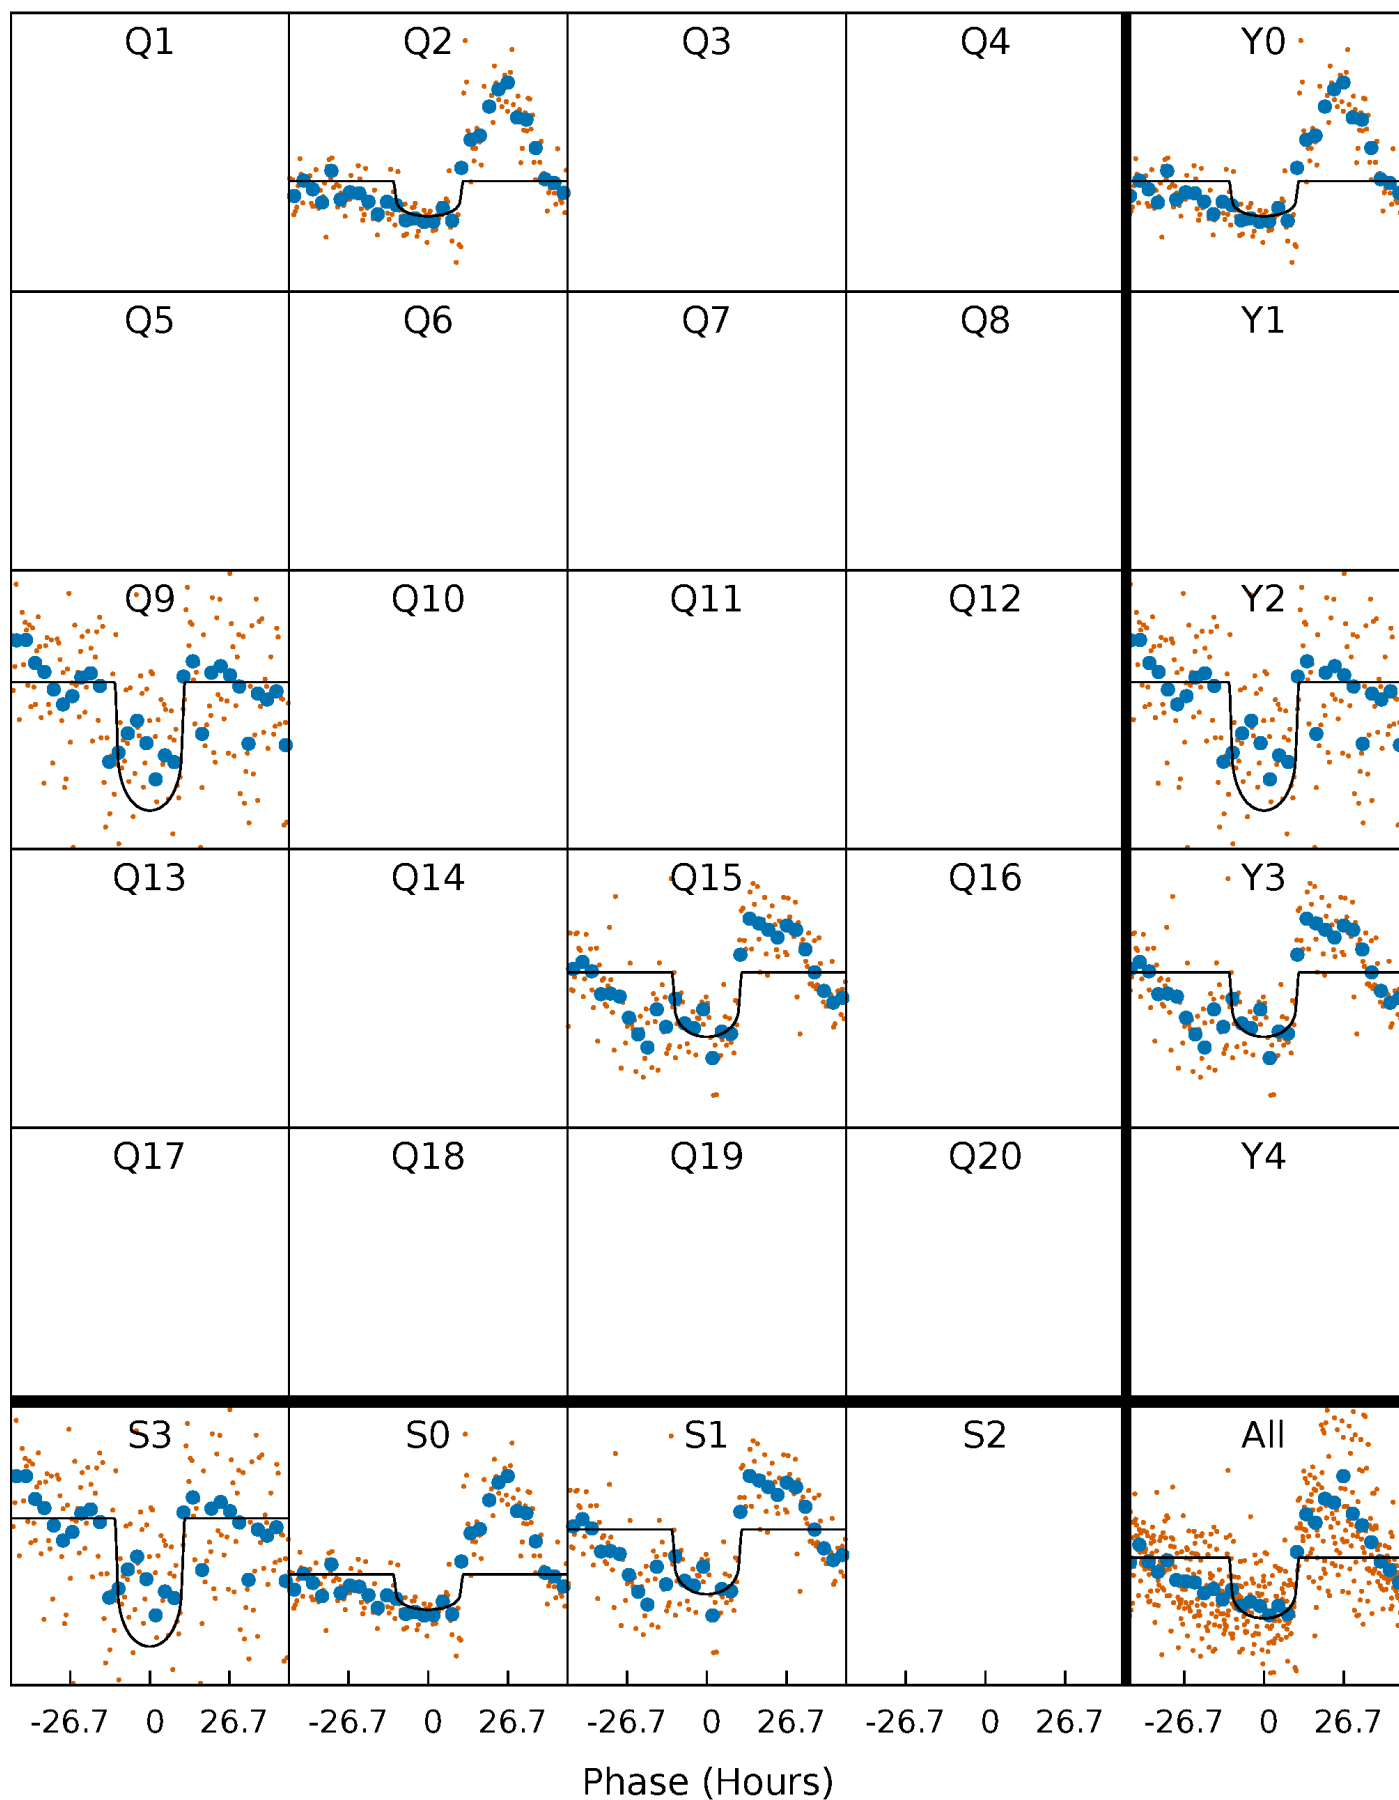 Q1 Q2 Q3 Q4 Y0
Q5 Q6 Q7 Q8 Y1
Q9 Q10 Q11 Q12 Y2
Q13 Q14 Q15 Q16 Y3
Q17 Q18 Q19 Q20 Y4
S3 S0 S1 S2 All
-26.7 0 26.7 -26.7 0 26.7 -26.7 0 26.7 -26.7 0 26.7 -26.7 0 26.7
Phase (Hours)